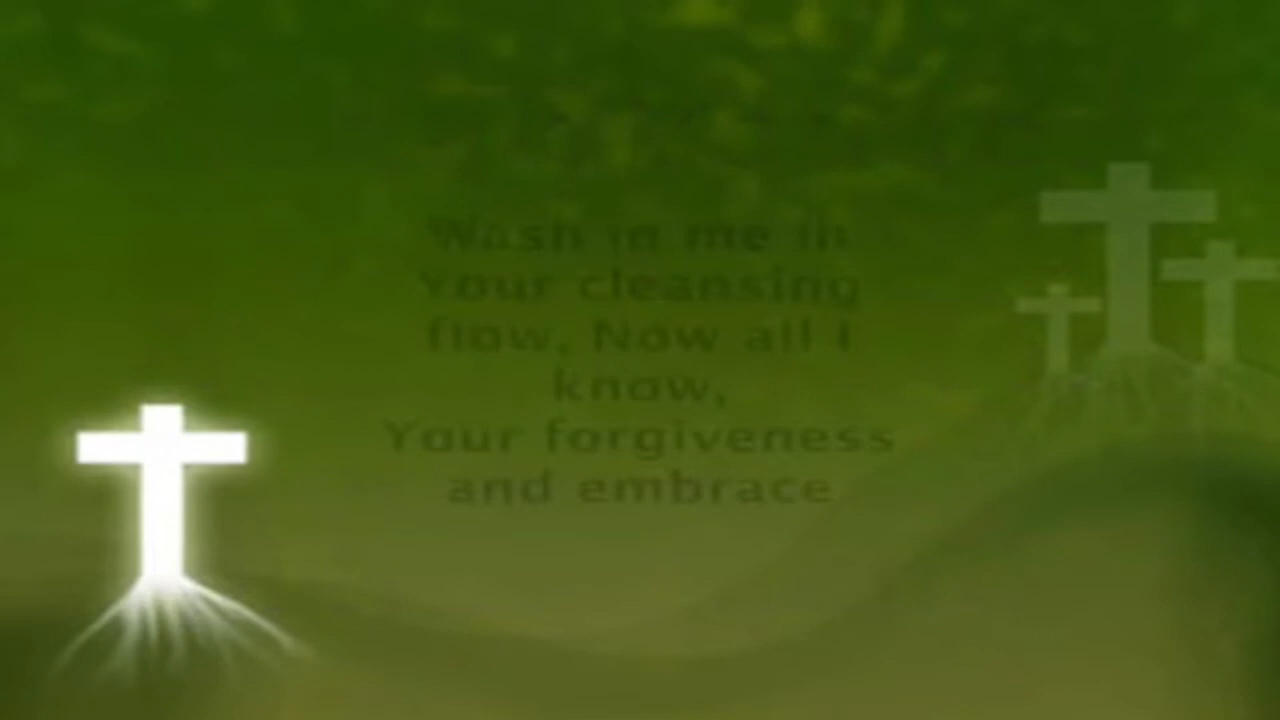 Wash in me in
Your cleansing
flow, Now all I
know,
Your forgiveness
and embrace